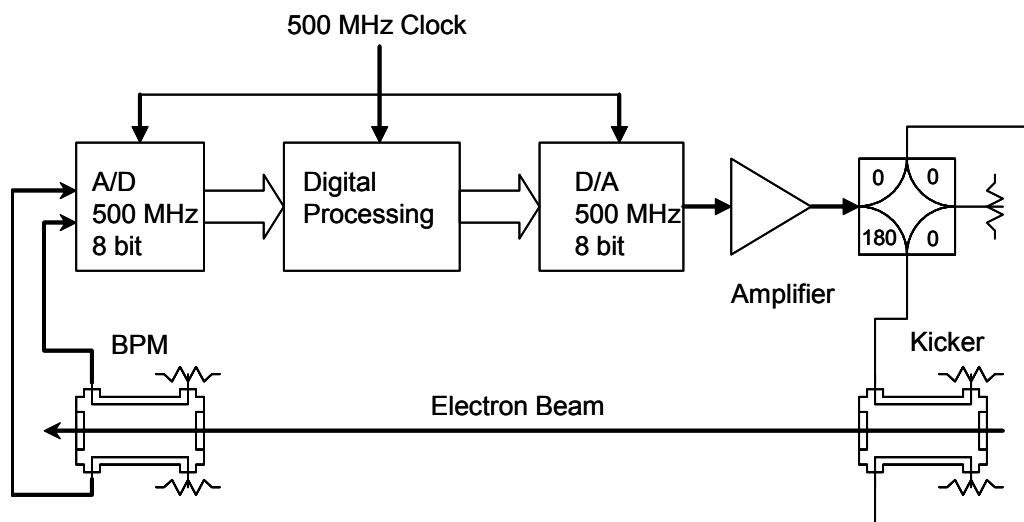 500 MHz Clock
A/D
500 MHz
8 bit
Digital
Processing
D/A
500 MHz
8 bit
0 0
180 0
Amplifier
BPM
Kicker
Electron Beam